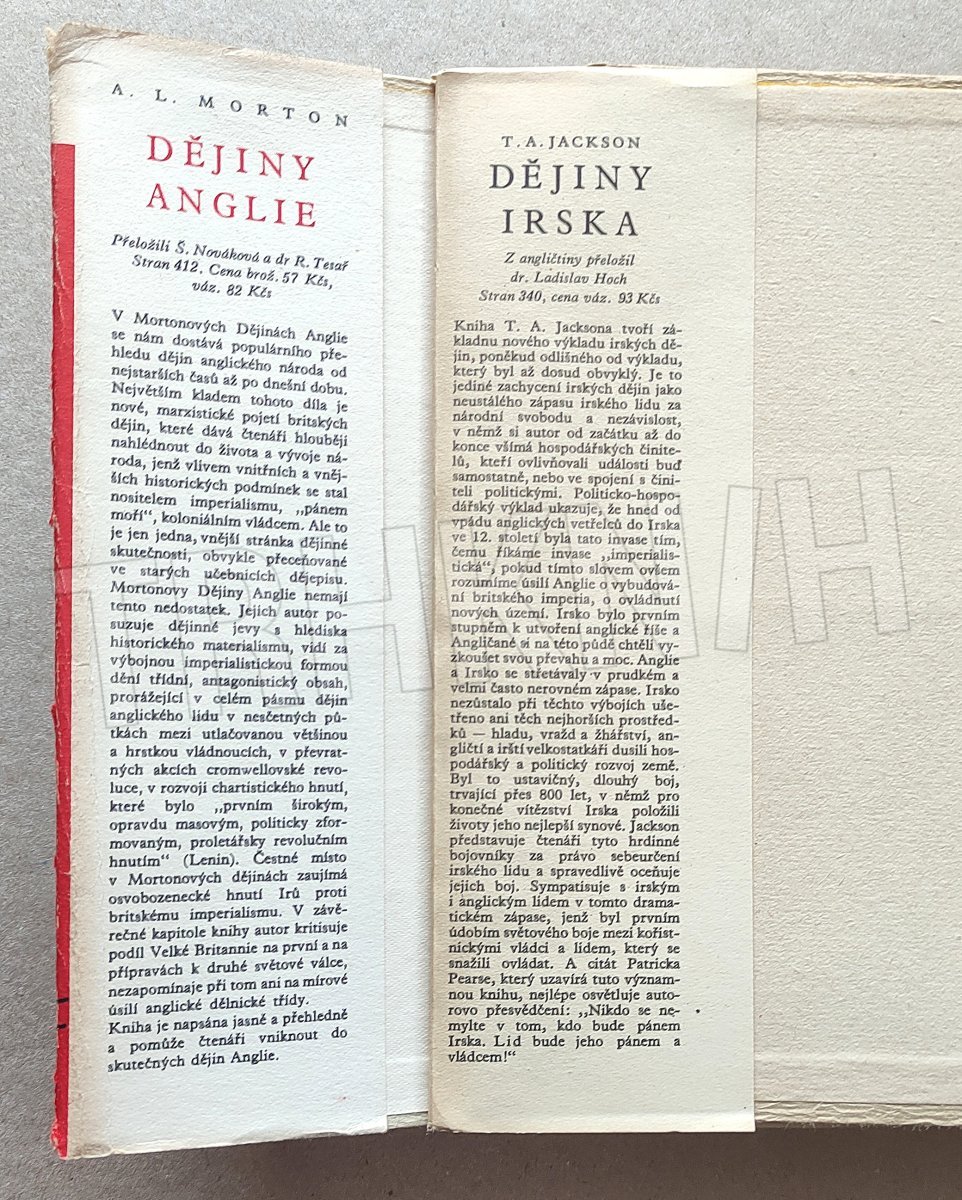 A. L. MORTON
DĚJINY
ANGLIE
Přeložili S. Nováková a dr R. Tesař
Stran 412. Cena brož. 57 Kčs,
váz. 82 Kčs
V Mortonových Dějinách Anglie
se nám dostává populárního pře-
hledu dějin anglického národa od
nejstarších časů až po dnešní dobu.
Největším kladem tohoto díla je
nové, marxistické pojetí britských
dějin, které dává čtenáři hlouběji
nahlédnout do života a vývoje ná-
roda, jenž vlivem vnitřních a vněj-
ších historických podmínek se stal
nositelem imperialismu, „pánem
moří“, koloniálním vládcem. Ale to
je jen jedna, vnější stránka dějinné
skutečnosti, obvykle přeceňované
ve starých učebnicích dějepisu.
Mortonovy Dějiny Anglie nemají
tento nedostatek. Jejich autor po-
suzuje dějinné jevy s hlediska
historického materialismu, vidí za
výbojnou imperialistickou formou
dění třídní, antagonistický obsah,
prorážející v celém pásmu dějin
anglického lidu v nesčetných pů-
tkách mezi utlačovanou většinou
a hrstkou vládnoucích, v převrat-
ných akcích cromwellovské revo-
luce, v rozvoji chartistického hnutí,
které bylo „prvním širokým,
opravdu masovým, politicky zfor-
movaným, proletářsky revolučním
hnutím“ (Lenin). Čestné místo
v Mortonových dějinách zaujímá
osvobozenecké hnutí Irů proti
britskému imperialismu. V závě-
rečné kapitole knihy autor kritisuje
podíl Velké Britannie na první a na
přípravách k druhé světové válce,
nezapomínaje při tom ani na mírové
úsilí anglické dělnické třídy.
Kniha je napsána jasně a přehledně
a pomůže čtenáři vniknout do
skutečných dějin Anglie.
T. A. JACKSON
DĚJINY
IRSKA
Z angličtiny přeložil
dr. Ladislav Hoch
Stran 340, cena váz. 93 Kčs
Kniha T. A. Jacksona tvoří zá-
kladnu nového výkladu irských dě-
jin, poněkud odlišného od výkladu,
který byl až dosud obvyklý. Je to
jediné zachycení irských dějin jako
neustálého zápasu irského lidu za
národní svobodu a nezávislost,
v němž si autor od začátku až do
konce všímá hospodářských činite-
lů, kteří ovlivňovali události buď
samostatně, nebo ve spojení s čini-
teli politickými. Politicko-hospo-
dářský výklad ukazuje, že hned od
vpádu anglických vetřelců do Irska
ve 12. století byla tato invase tím,
čemu říkáme invase „imperialis-
tická“, pokud tímto slovem ovšem
rozumíme úsilí Anglie o vybudová-
ní britského imperia, o ovládnutí
nových území. Irsko bylo prvním
stupněm k utvoření anglické říše a
Angličané si na této půdě chtěli vy-
zkoušet svou převahu a moc. Anglie
a Irsko se střetávaly v prudkém a
velmi často nerovném zápase. Irsko
nezůstalo při těchto výbojích uše-
třeno ani těch nejhorších prostřed-
ků — hladu, vražd a žhářství, an-
gličtí a irští velkostatkáři dusili hos-
podářský a politický rozvoj země.
Byl to ustavičný, dlouhý boj,
trvající přes 800 let, v němž pro
konečné vítězství Irska položili
životy jeho nejlepší synové. Jackson
představuje čtenáři tyto hrdinné
bojovníky za právo sebeurčení
irského lidu a spravedlivě oceňuje
jejich boj. Sympatisuje s irským
i anglickým lidem v tomto drama-
tickém zápase, jenž byl prvním
údobím světového boje mezi kořist-
nickými vládci a lidem, který se
snažili ovládat. A citát Patricka
Pearse, který uzavírá tuto význam-
nou knihu, nejlépe osvětluje auto-
rovo přesvědčení: „Nikdo se ne-
mylte v tom, kdo bude pánem
Irska. Lid bude jeho pánem a
vládcem!“
TRHKNIH